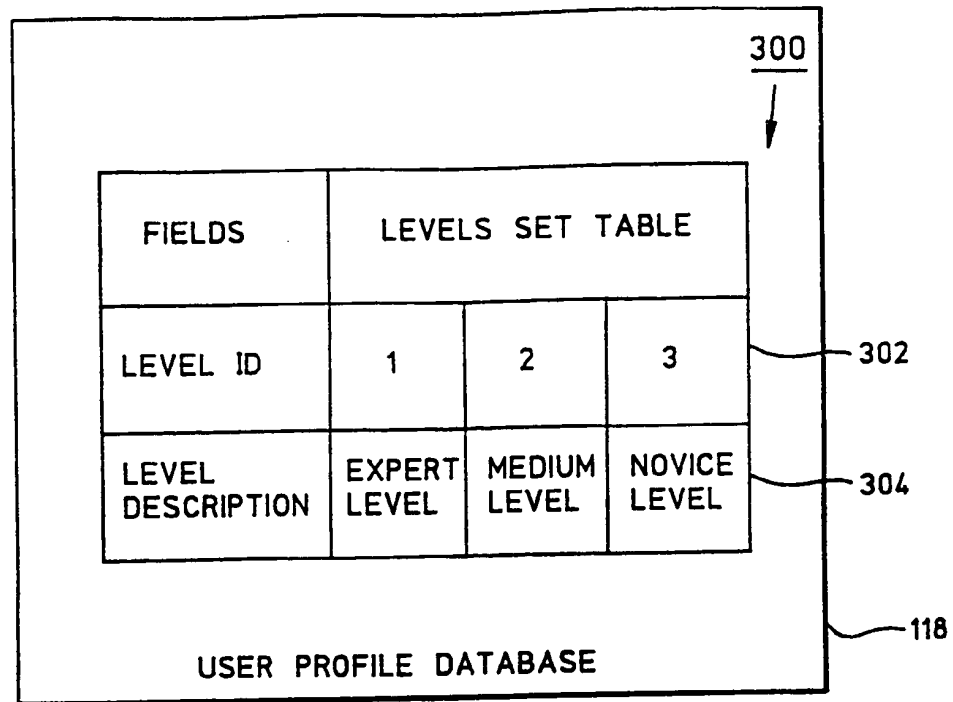 300
FIELDS LEVELS SET TABLE
LEVEL ID 1 2 3 302
LEVEL EXPERT MEDIUM NOVICE
DESCRIPTION LEVEL LEVEL LEVEL 304
118
USER PROFILE DATABASE